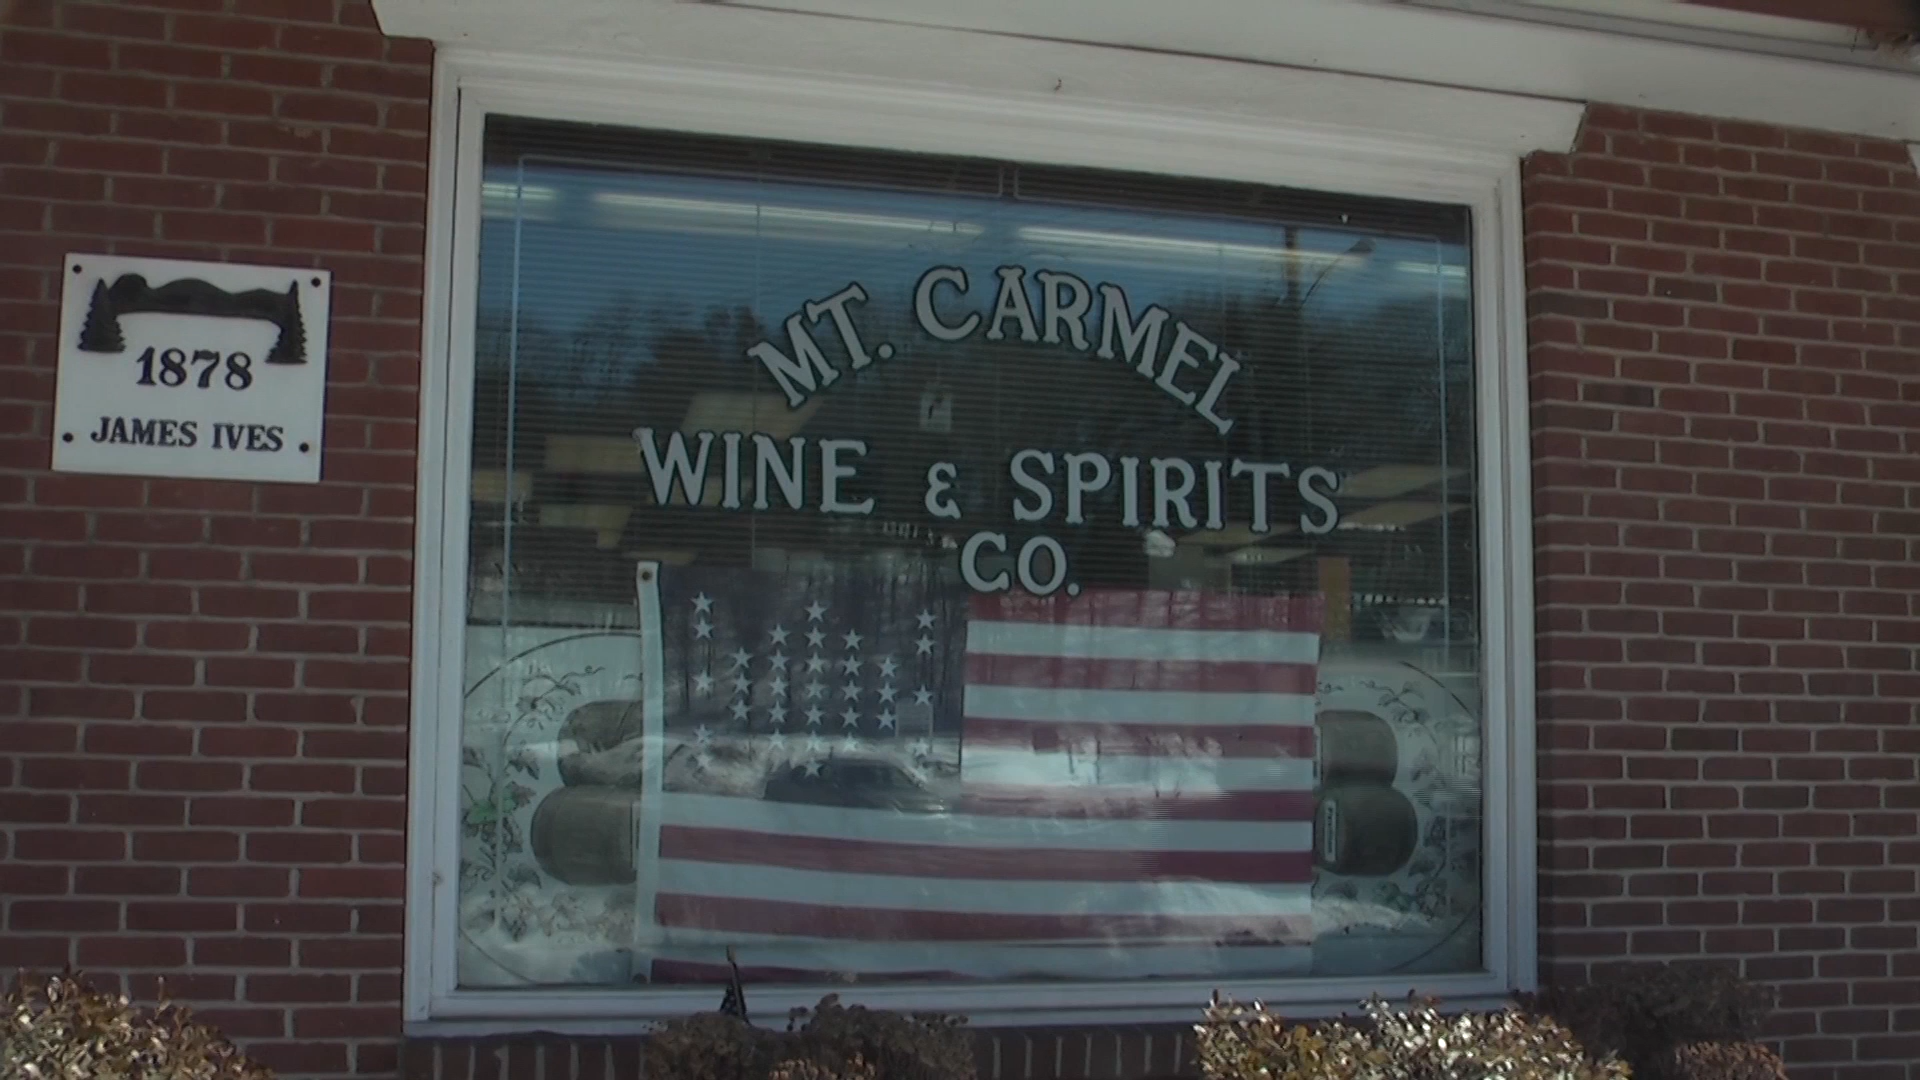 1878
JAMES IVES
MT. CARMEL
WINE & SPIRITS
CO.